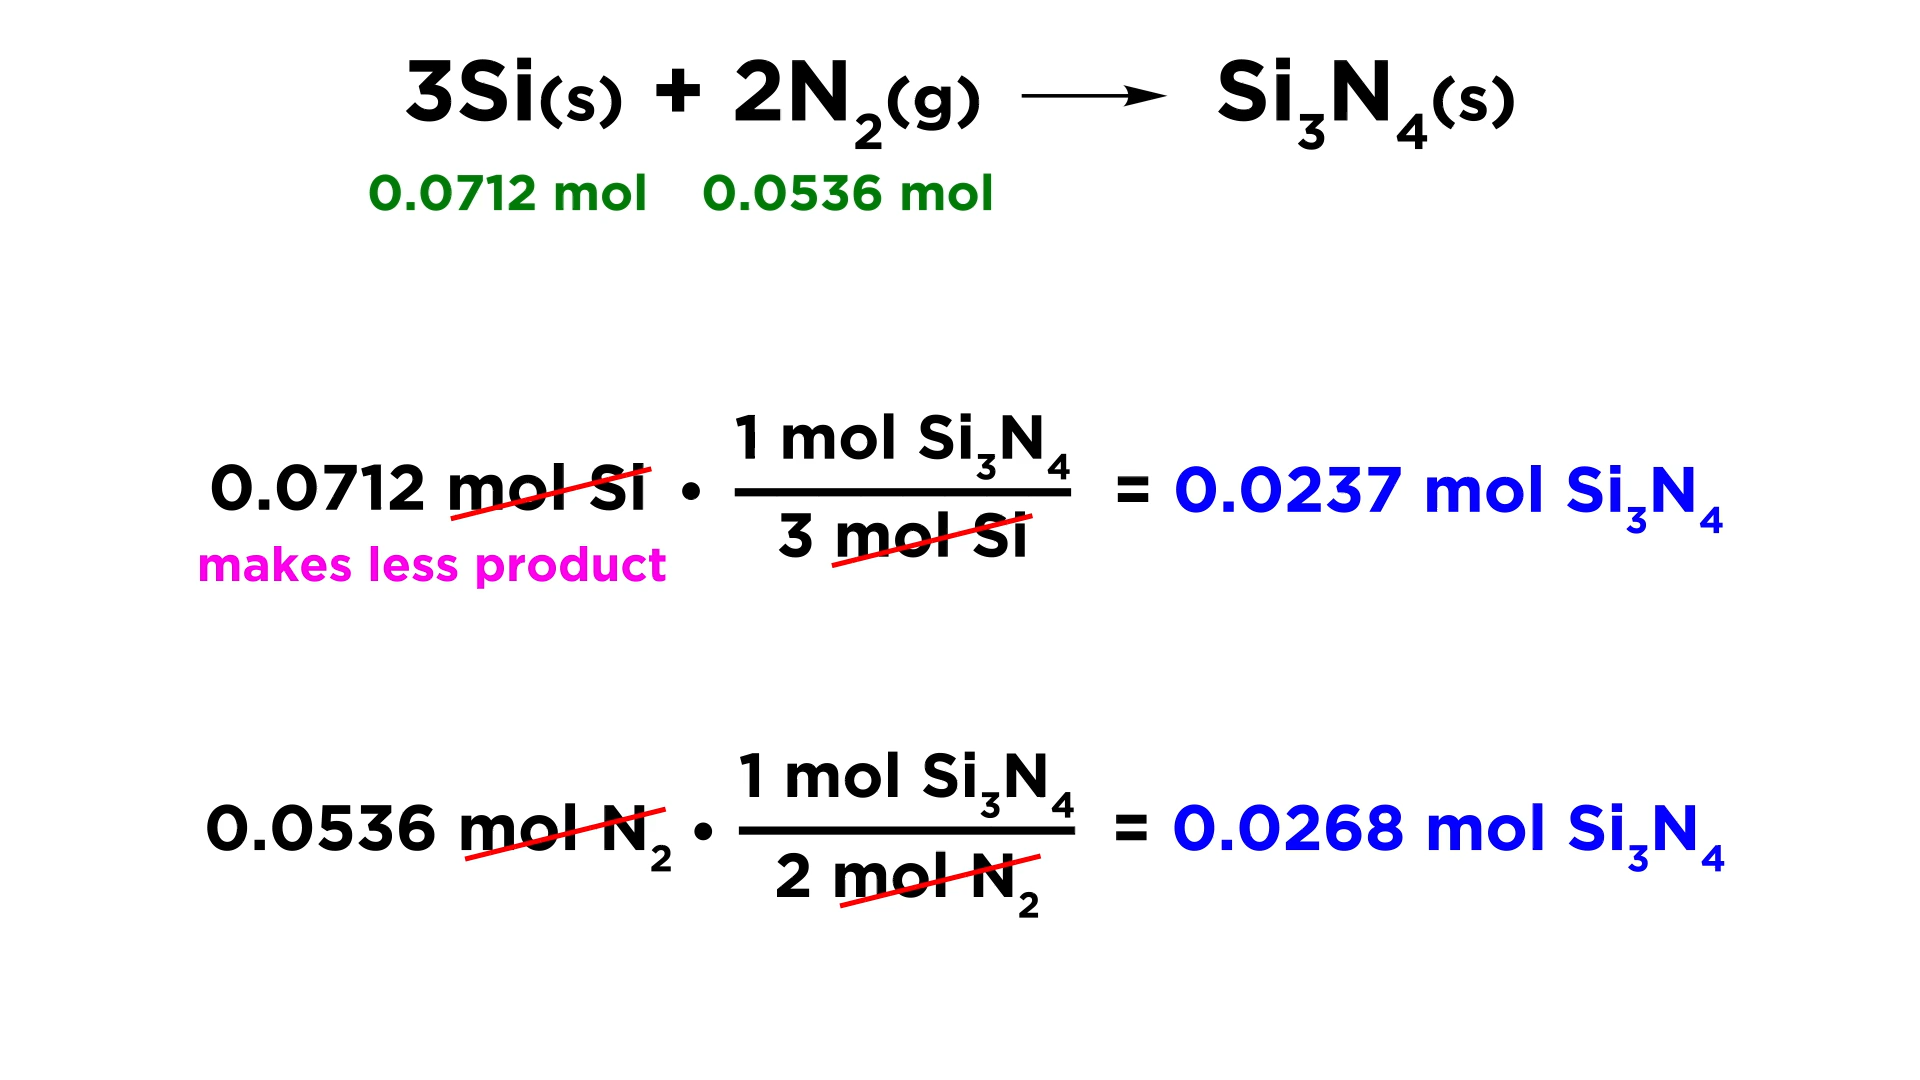 3Si(s) + 2N₂(g) ⟶ Si₃N₄(s)
0.0712 mol 0.0536 mol
1 mol Si₃N₄
0.0712 mol Si • = 0.0237 mol Si₃N₄
3 mol Si
makes less product
1 mol Si₃N₄
0.0536 mol N₂ • = 0.0268 mol Si₃N₄
2 mol N₂